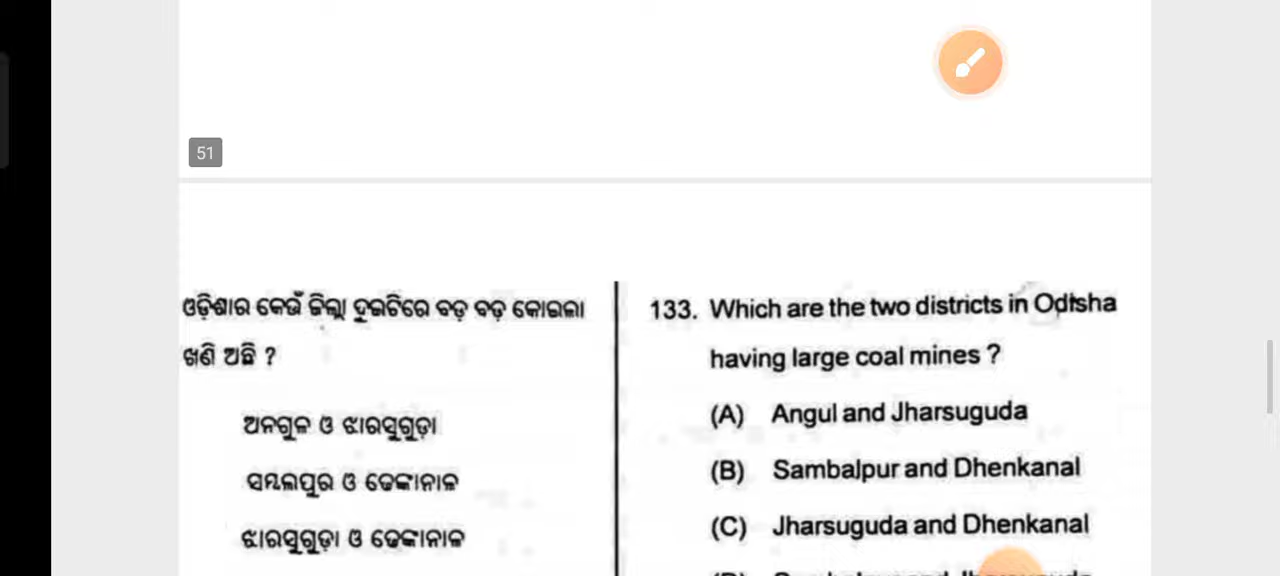 51
ଓଡ଼ିଶାର କେଉଁ ଜିଲ୍ଲା ଦୁଇଟିରେ ବଡ଼ ବଡ଼ କୋଇଲା
ଖଣି ଅଛି ?
ଅନଗୁଳ ଓ ଝାରସୁଗୁଡ଼ା
ସମ୍ବଲପୁର ଓ ଢେଙ୍କାନାଳ
ଝାରସୁଗୁଡ଼ା ଓ ଢେଙ୍କାନାଳ
133. Which are the two districts in Odisha
having large coal mines ?
(A) Angul and Jharsuguda
(B) Sambalpur and Dhenkanal
(C) Jharsuguda and Dhenkanal